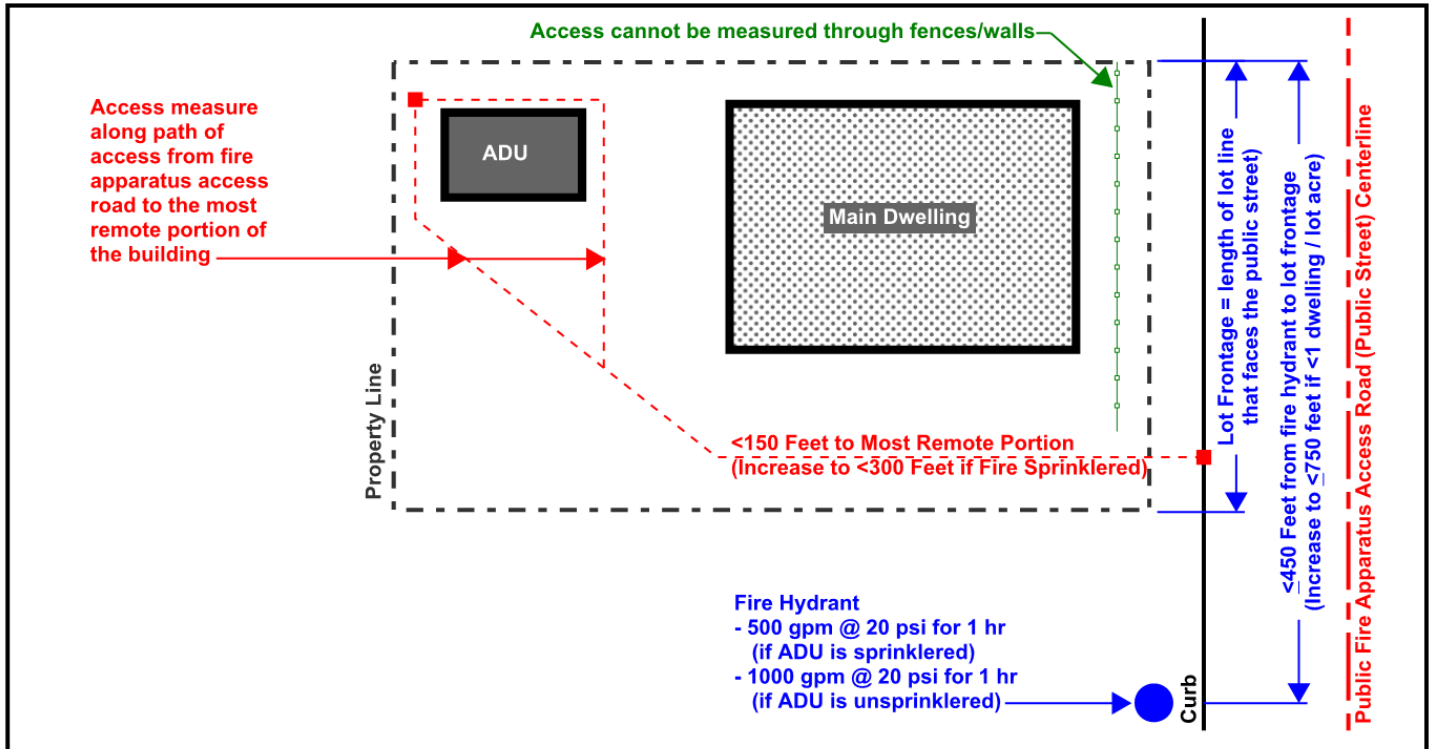 Access cannot be measured through fences/walls
Access measure
along path of
access from fire
apparatus access
road to the most
remote portion of
the building
ADU
Main Dwelling
Property Line
<150 Feet to Most Remote Portion
(Increase to <300 Feet if Fire Sprinklered)
Lot Frontage = length of lot line
that faces the public street)
≤450 Feet from fire hydrant to lot frontage
(Increase to ≤750 feet if <1 dwelling / lot acre)
Public Fire Apparatus Access Road (Public Street) Centerline
Fire Hydrant
- 500 gpm @ 20 psi for 1 hr
(if ADU is sprinklered)
- 1000 gpm @ 20 psi for 1 hr
(if ADU is unsprinklered)
Curb